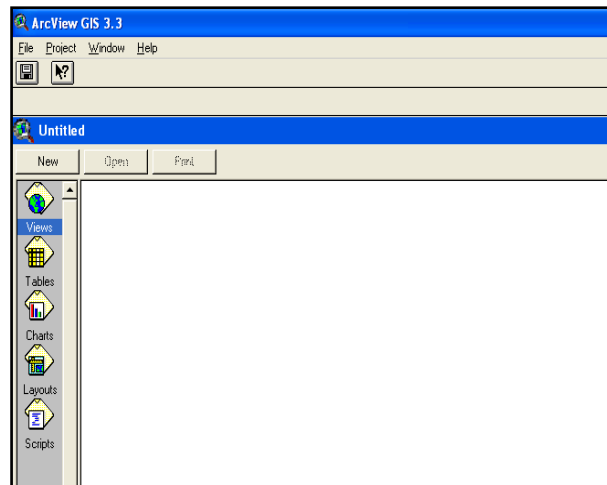 ArcView GIS 3.3
File Project Window Help
Untitled
New Open Print
Views
Tables
Charts
Layouts
Scripts